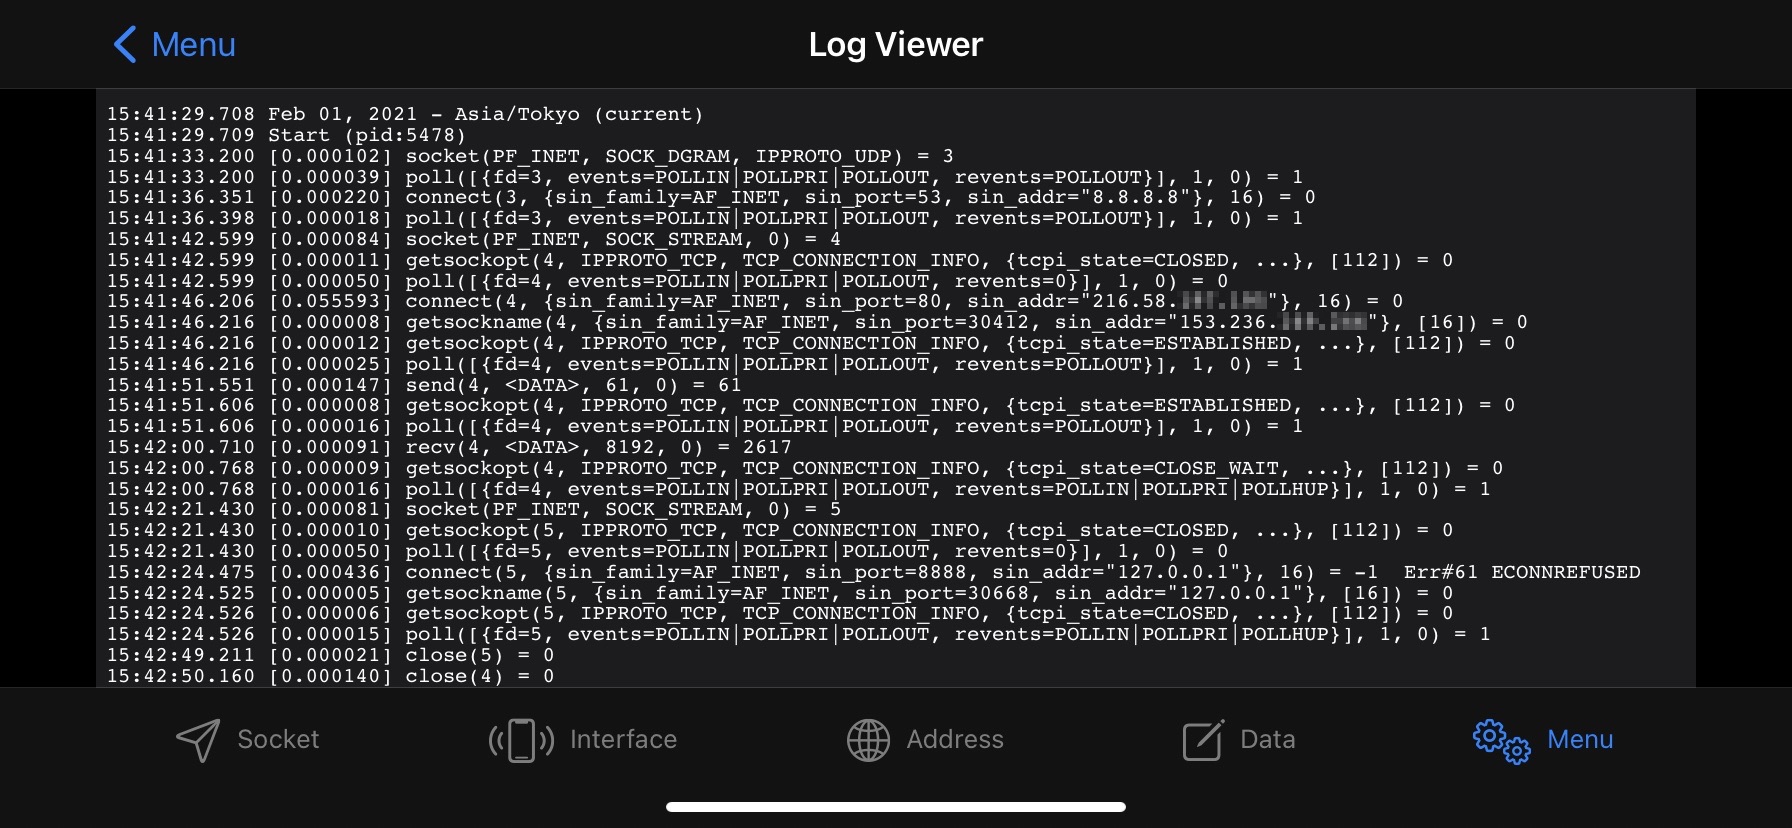 Menu
Log Viewer
15:41:29.708 Feb 01, 2021 - Asia/Tokyo (current)
15:41:29.709 Start (pid:5478)
15:41:33.200 [0.000102] socket(PF_INET, SOCK_DGRAM, IPPROTO_UDP) = 3
15:41:33.200 [0.000039] poll([{fd=3, events=POLLIN|POLLPRI|POLLOUT, revents=POLLOUT}], 1, 0) = 1
15:41:36.351 [0.000220] connect(3, {sin_family=AF_INET, sin_port=53, sin_addr="8.8.8.8"}, 16) = 0
15:41:36.398 [0.000018] poll([{fd=3, events=POLLIN|POLLPRI|POLLOUT, revents=POLLOUT}], 1, 0) = 1
15:41:42.599 [0.000084] socket(PF_INET, SOCK_STREAM, 0) = 4
15:41:42.599 [0.000011] getsockopt(4, IPPROTO_TCP, TCP_CONNECTION_INFO, {tcpi_state=CLOSED, ...}, [112]) = 0
15:41:42.599 [0.000050] poll([{fd=4, events=POLLIN|POLLPRI|POLLOUT, revents=0}], 1, 0) = 0
15:41:46.206 [0.055593] connect(4, {sin_family=AF_INET, sin_port=80, sin_addr="216.58. "}, 16) = 0
15:41:46.216 [0.000008] getsockname(4, {sin_family=AF_INET, sin_port=30412, sin_addr="153.236. "}, [16]) = 0
15:41:46.216 [0.000012] getsockopt(4, IPPROTO_TCP, TCP_CONNECTION_INFO, {tcpi_state=ESTABLISHED, ...}, [112]) = 0
15:41:46.216 [0.000025] poll([{fd=4, events=POLLIN|POLLPRI|POLLOUT, revents=POLLOUT}], 1, 0) = 1
15:41:51.551 [0.000147] send(4, <DATA>, 61, 0) = 61
15:41:51.606 [0.000008] getsockopt(4, IPPROTO_TCP, TCP_CONNECTION_INFO, {tcpi_state=ESTABLISHED, ...}, [112]) = 0
15:41:51.606 [0.000016] poll([{fd=4, events=POLLIN|POLLPRI|POLLOUT, revents=POLLOUT}], 1, 0) = 1
15:42:00.710 [0.000091] recv(4, <DATA>, 8192, 0) = 2617
15:42:00.768 [0.000009] getsockopt(4, IPPROTO_TCP, TCP_CONNECTION_INFO, {tcpi_state=CLOSE_WAIT, ...}, [112]) = 0
15:42:00.768 [0.000016] poll([{fd=4, events=POLLIN|POLLPRI|POLLOUT, revents=POLLIN|POLLPRI|POLLHUP}], 1, 0) = 1
15:42:21.430 [0.000081] socket(PF_INET, SOCK_STREAM, 0) = 5
15:42:21.430 [0.000010] getsockopt(5, IPPROTO_TCP, TCP_CONNECTION_INFO, {tcpi_state=CLOSED, ...}, [112]) = 0
15:42:21.430 [0.000050] poll([{fd=5, events=POLLIN|POLLPRI|POLLOUT, revents=0}], 1, 0) = 0
15:42:24.475 [0.000436] connect(5, {sin_family=AF_INET, sin_port=8888, sin_addr="127.0.0.1"}, 16) = -1  Err#61 ECONNREFUSED
15:42:24.525 [0.000005] getsockname(5, {sin_family=AF_INET, sin_port=30668, sin_addr="127.0.0.1"}, [16]) = 0
15:42:24.526 [0.000006] getsockopt(5, IPPROTO_TCP, TCP_CONNECTION_INFO, {tcpi_state=CLOSED, ...}, [112]) = 0
15:42:24.526 [0.000015] poll([{fd=5, events=POLLIN|POLLPRI|POLLOUT, revents=POLLIN|POLLPRI|POLLHUP}], 1, 0) = 1
15:42:49.211 [0.000021] close(5) = 0
15:42:50.160 [0.000140] close(4) = 0
Socket
Interface
Address
Data
Menu